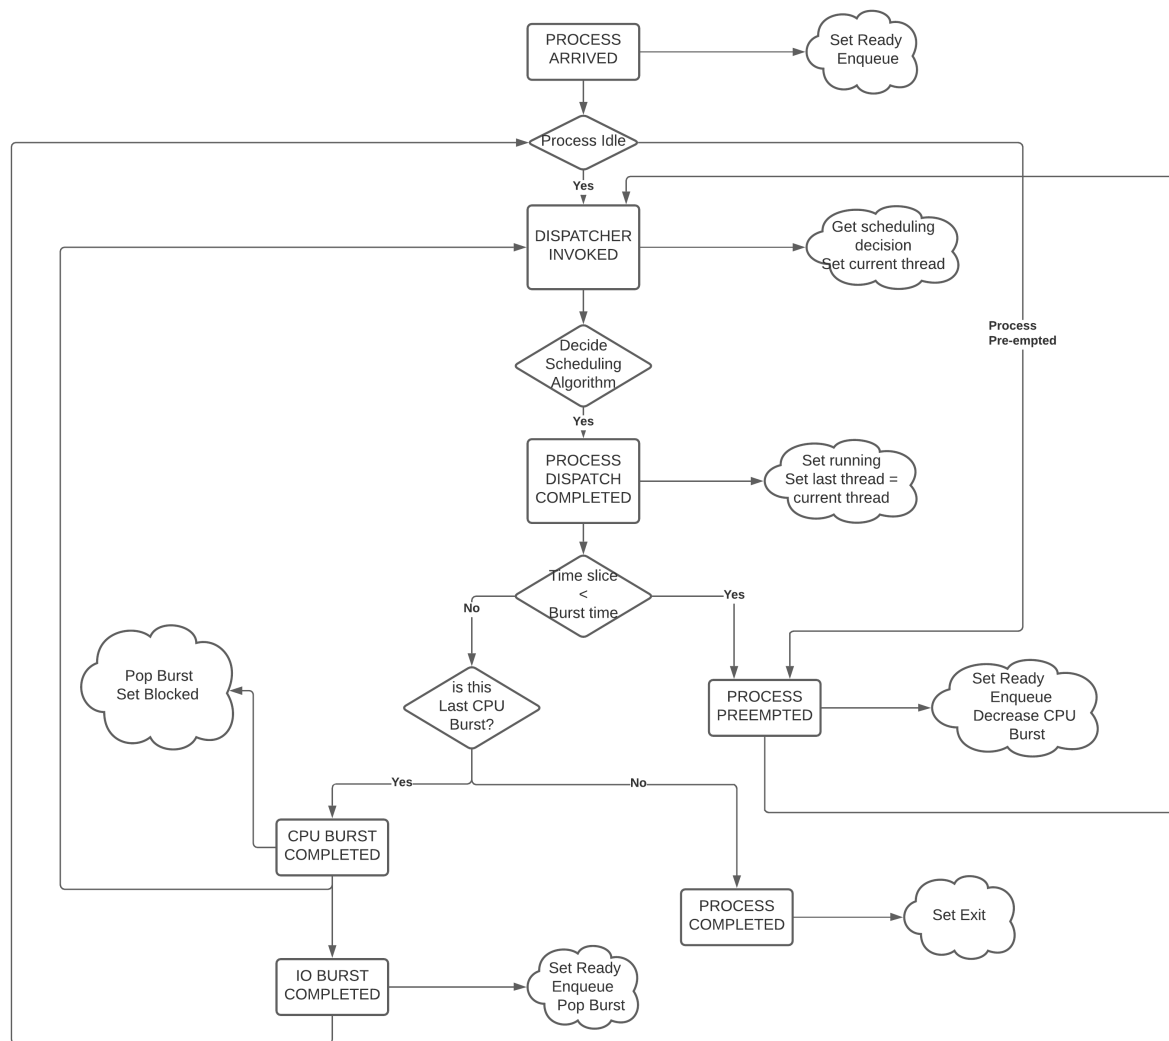 PROCESS
ARRIVED
Set Ready
Enqueue
Process Idle
Yes
DISPATCHER
INVOKED
Get scheduling
decision
Set current thread
Process
Pre-empted
Decide
Scheduling
Algorithm
Yes
PROCESS
DISPATCH
COMPLETED
Set running
Set last thread =
current thread
Time slice
<
Burst time
No
Yes
Pop Burst
Set Blocked
is this
Last CPU
Burst?
PROCESS
PREEMPTED
Set Ready
Enqueue
Decrease CPU
Burst
Yes
No
CPU BURST
COMPLETED
PROCESS
COMPLETED
Set Exit
IO BURST
COMPLETED
Set Ready
Enqueue
Pop Burst